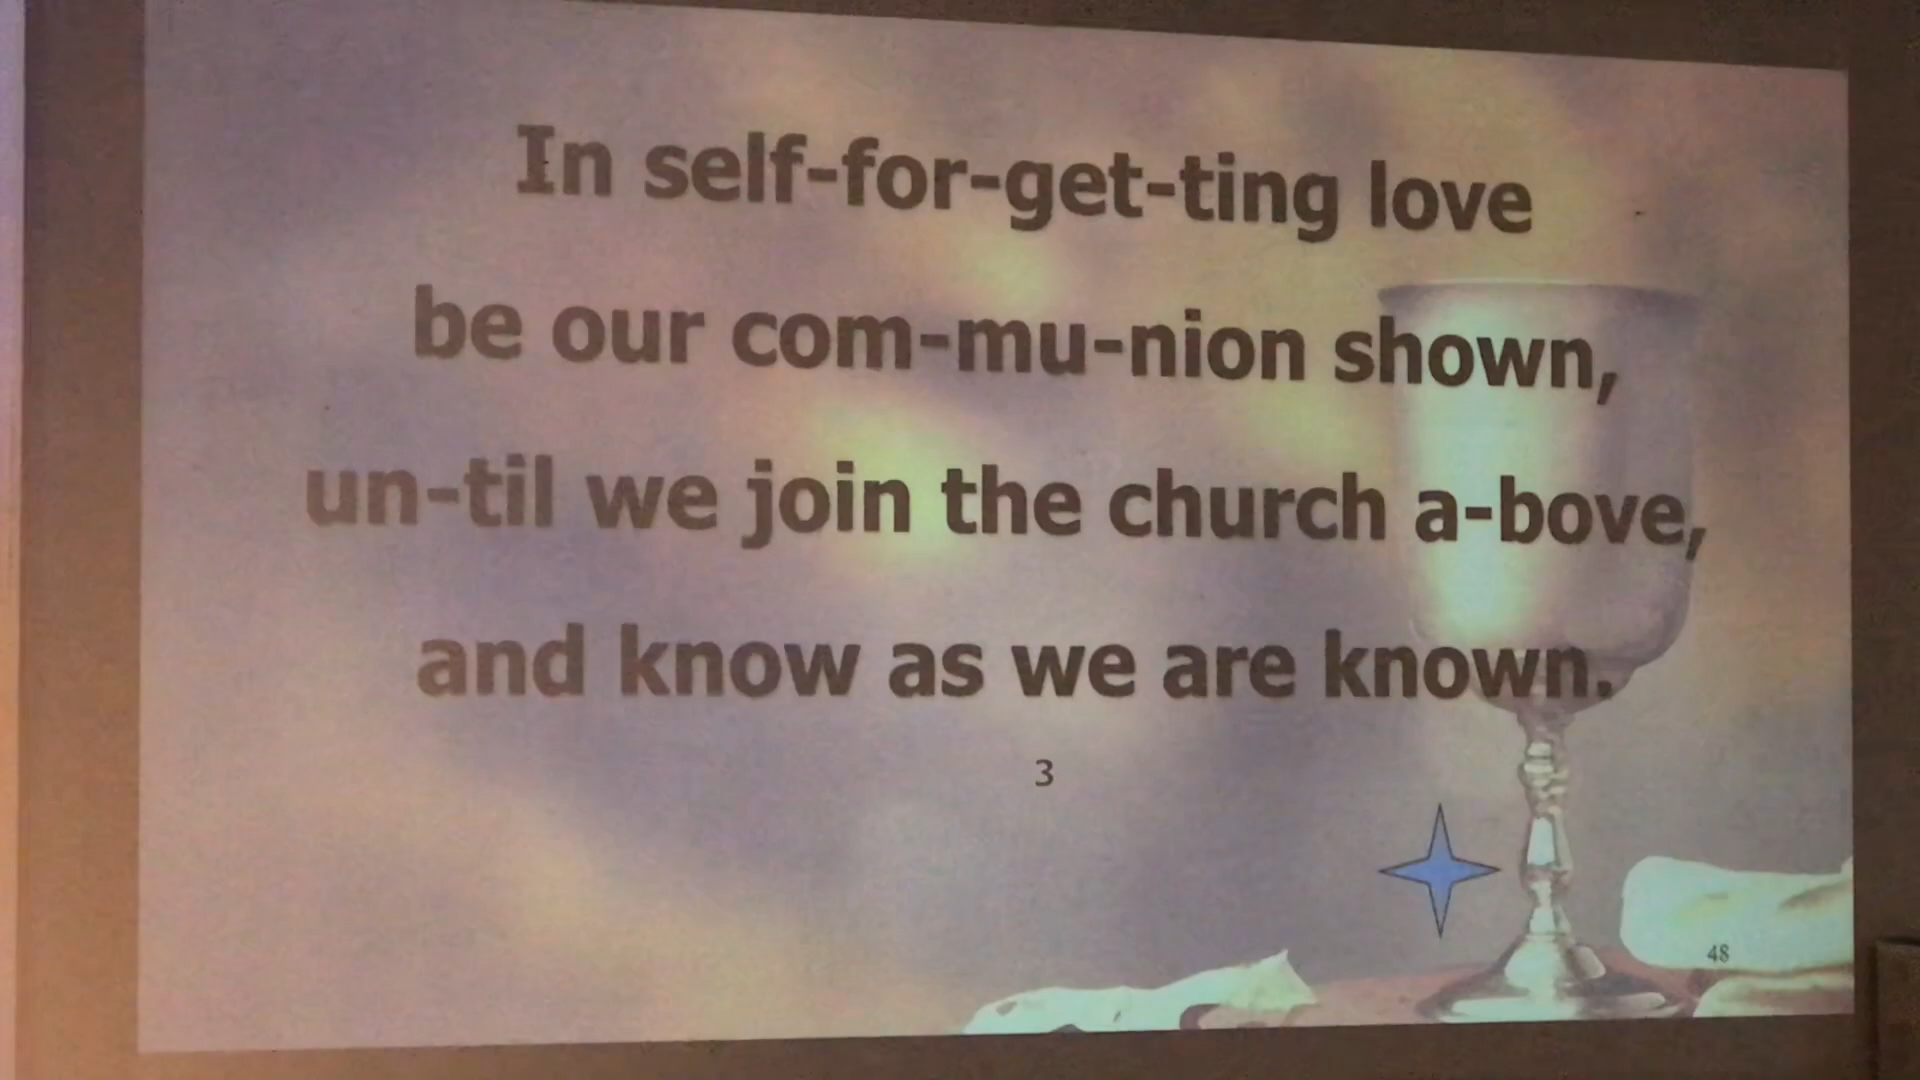 In self-for-get-ting love
be our com-mu-nion shown,
un-til we join the church a-bove,
and know as we are known.
3
48